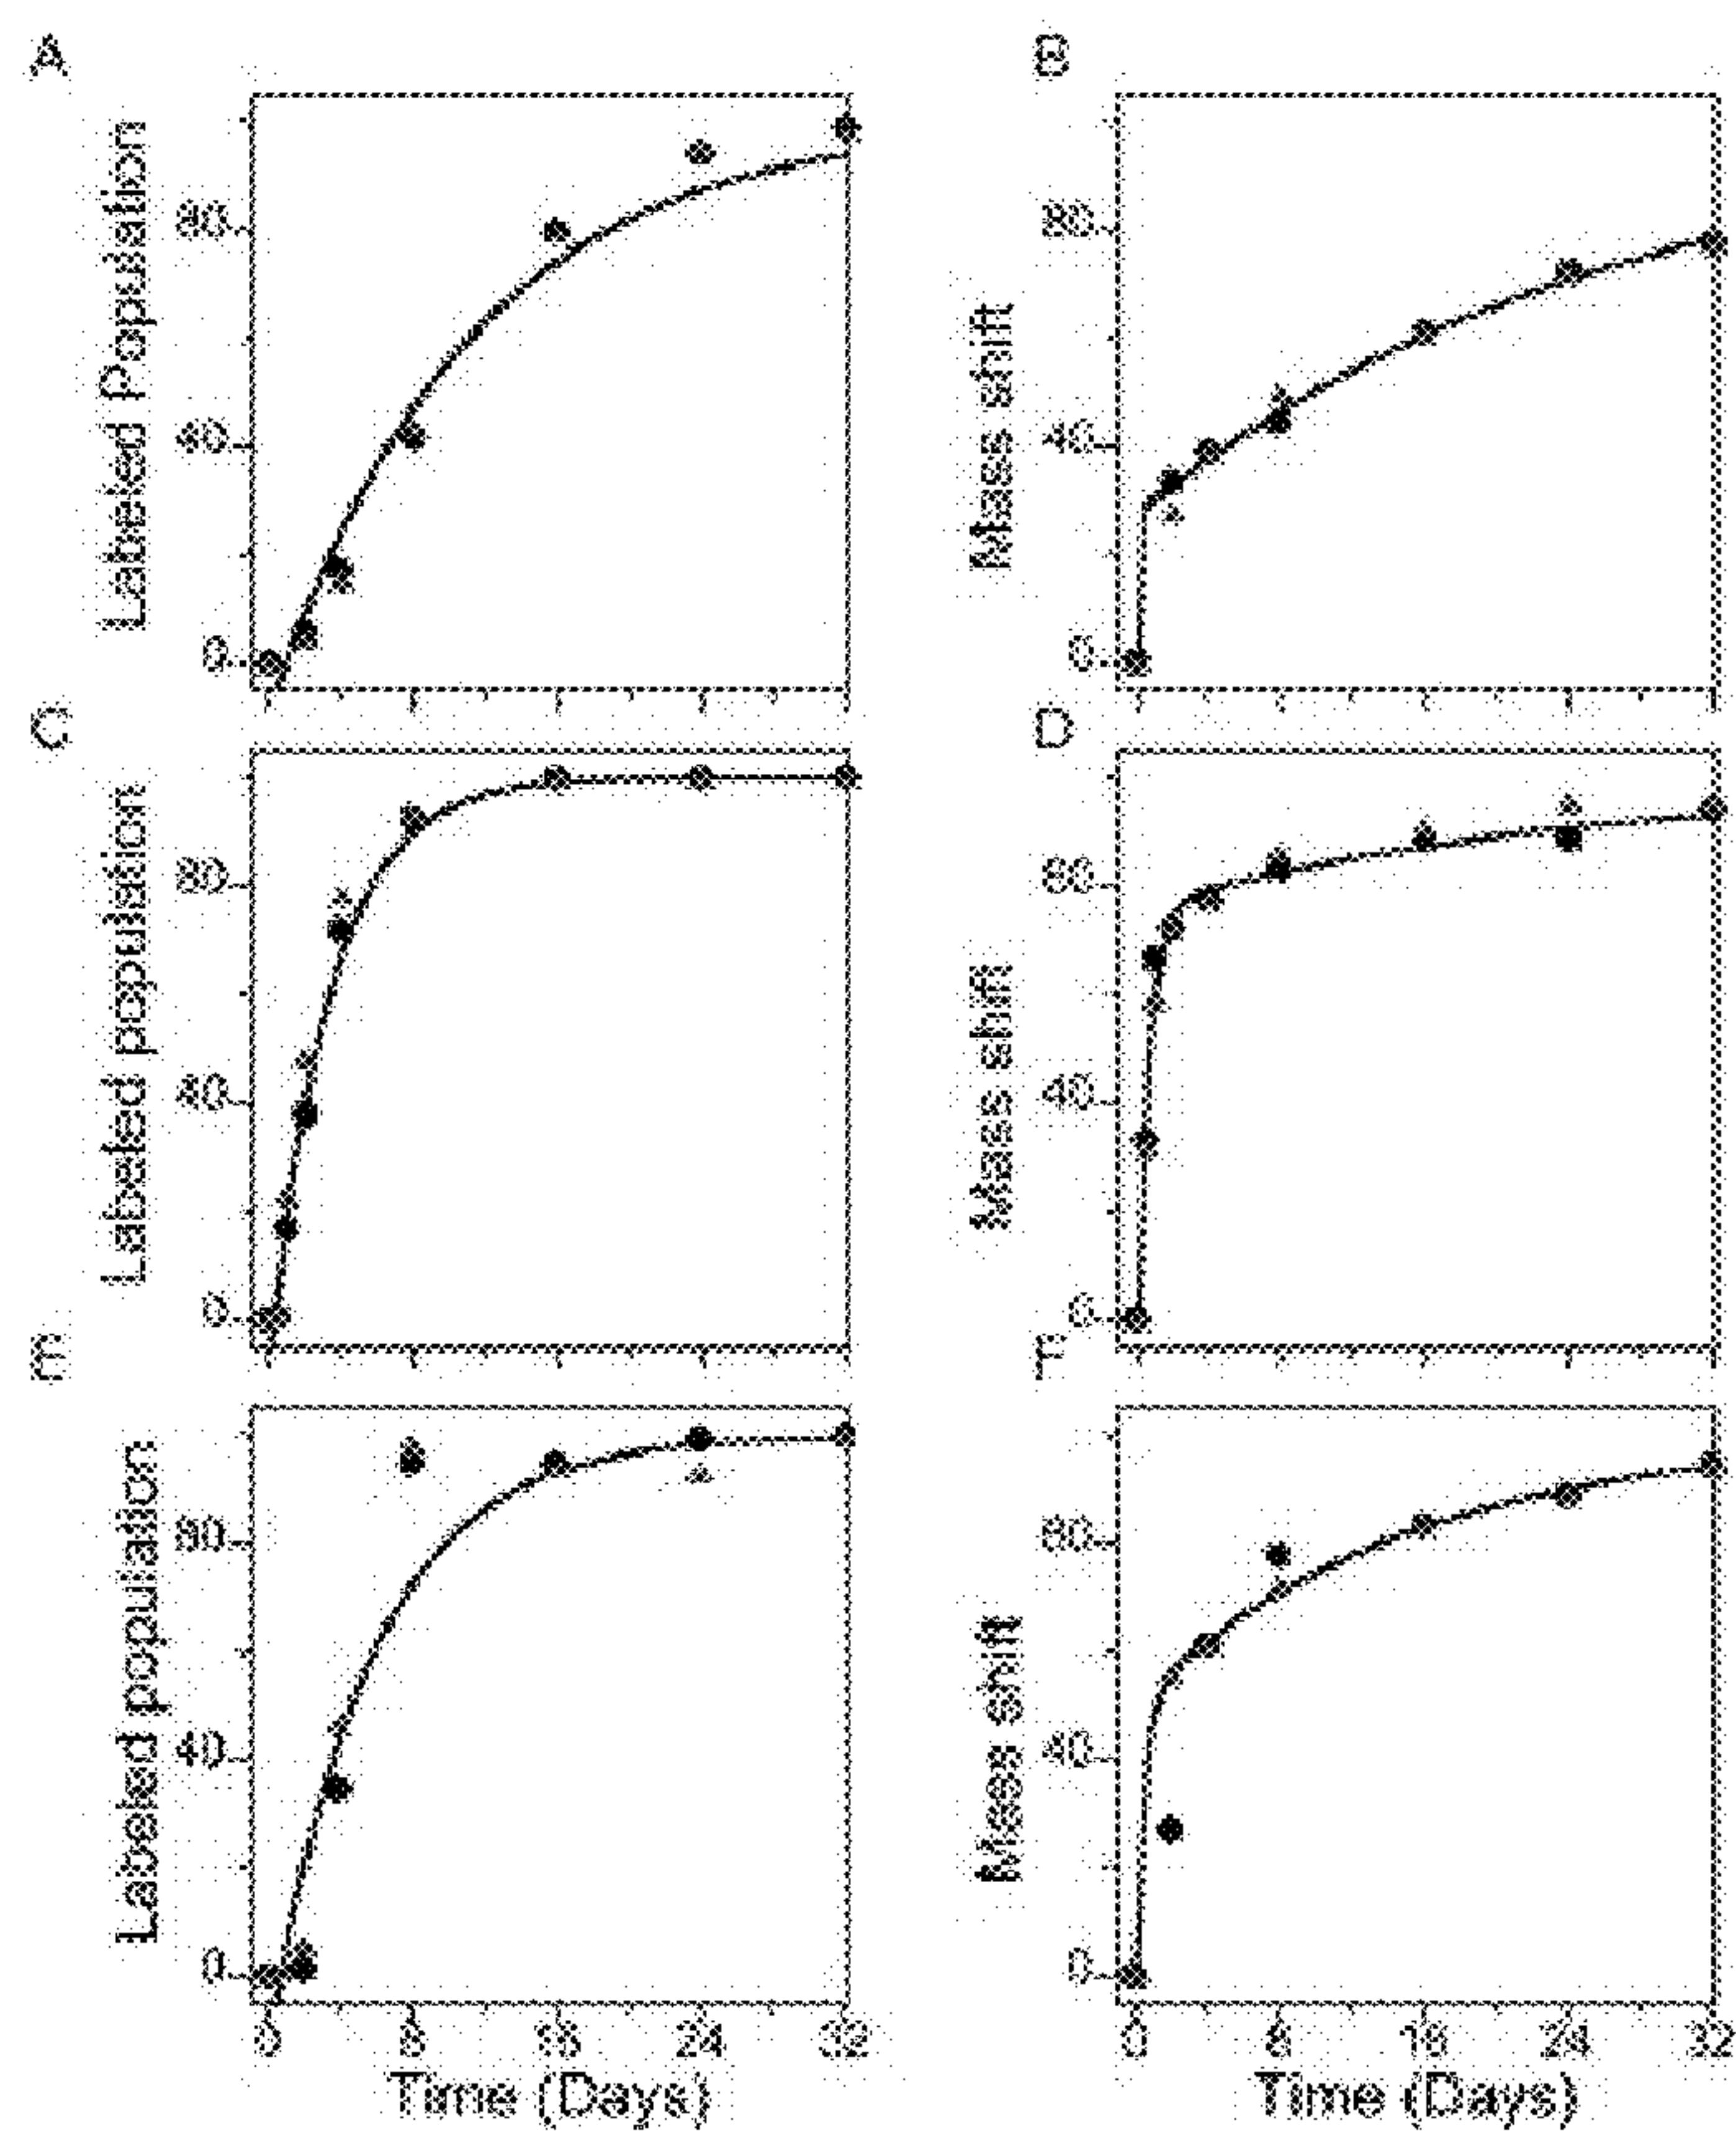 A
B
Labeled Population
80
40
0
Mass shift
80
40
0
C
D
Labeled population
80
40
0
Mass shift
80
40
0
E
F
Labeled population
80
40
0
Mass shift
80
40
0
0 8 16 24 32
Time (Days)
0 8 16 24 32
Time (Days)